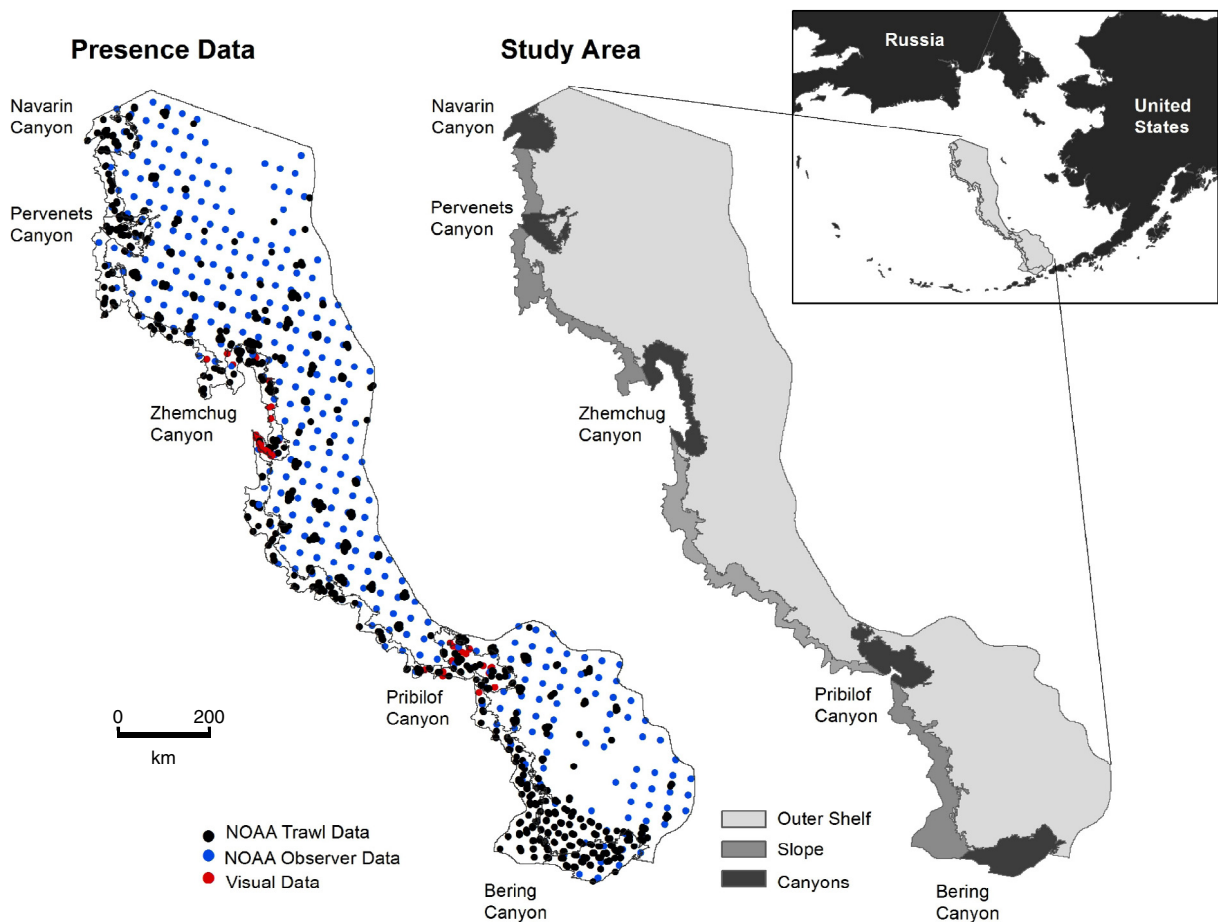 Presence Data
Navarin
Canyon
Pervenets
Canyon
Zhemchug
Canyon
Pribilof
Canyon
Bering
Canyon
0
200
km
NOAA Trawl Data
NOAA Observer Data
Visual Data
Study Area
Navarin
Canyon
Pervenets
Canyon
Zhemchug
Canyon
Pribilof
Canyon
Bering
Canyon
Outer Shelf
Slope
Canyons
Russia
United
States